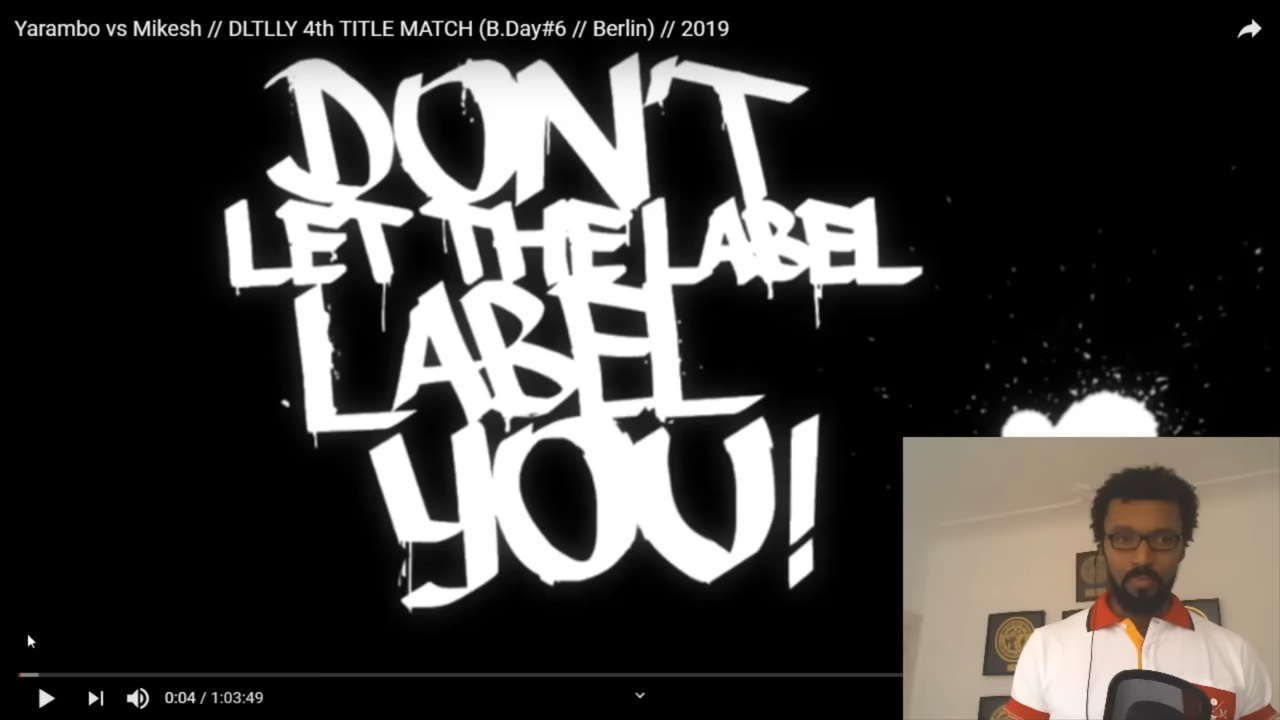 Yarambo vs Mikesh // DLTLLY 4th TITLE MATCH (B.Day#6 // Berlin) // 2019
DON'T
LET THE LABEL
LABEL
YOU!
0:04 / 1:03:49